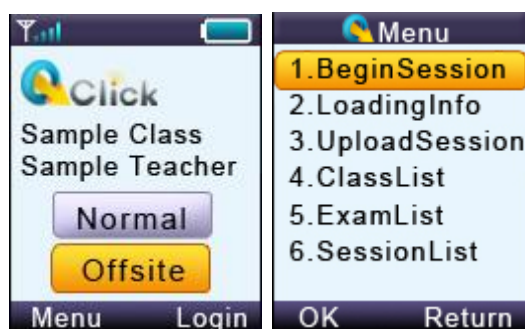 QClick
Sample Class
Sample Teacher
Normal
Offsite
Menu Login
Menu
1.BeginSession
2.LoadingInfo
3.UploadSession
4.ClassList
5.ExamList
6.SessionList
OK Return